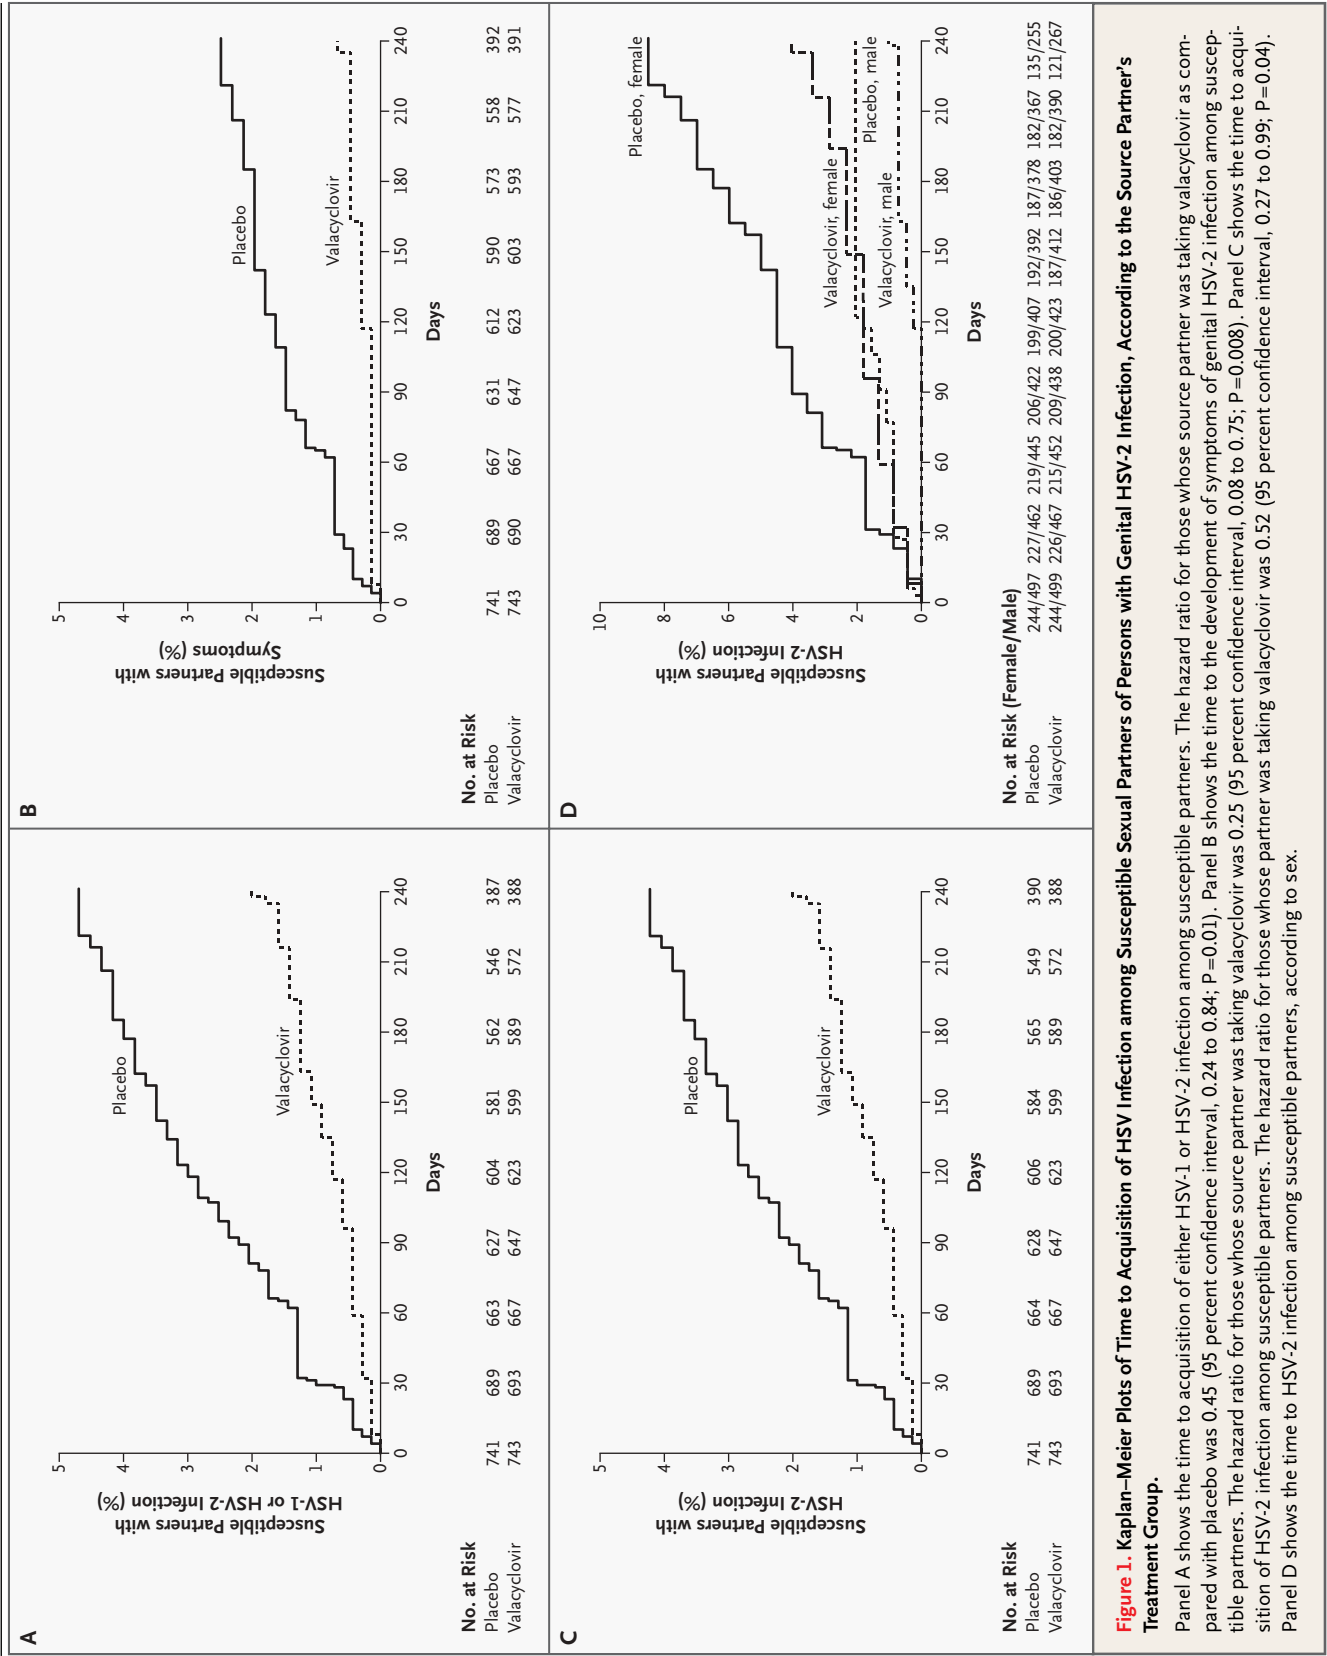 A
Susceptible Partners with
HSV-1 or HSV-2 Infection (%)
5
4
3
2
1
0
Placebo
Valacyclovir
0 30 60 90 120 150 180 210 240
Days
No. at Risk
Placebo 741 689 663 627 604 581 562 546 387
Valacyclovir 743 693 667 647 623 599 589 572 388
B
Susceptible Partners with
Symptoms (%)
5
4
3
2
1
0
Placebo
Valacyclovir
0 30 60 90 120 150 180 210 240
Days
No. at Risk
Placebo 741 689 667 631 612 590 573 558 392
Valacyclovir 743 690 667 647 623 603 593 577 391
C
Susceptible Partners with
HSV-2 Infection (%)
5
4
3
2
1
0
Placebo
Valacyclovir
0 30 60 90 120 150 180 210 240
Days
No. at Risk
Placebo 741 689 664 628 606 584 565 549 390
Valacyclovir 743 693 667 647 623 599 589 572 388
D
Susceptible Partners with
HSV-2 Infection (%)
10
8
6
4
2
0
Placebo, female
Valacyclovir, female
Placebo, male
Valacyclovir, male
0 30 60 90 120 150 180 210 240
Days
No. at Risk (Female/Male)
Placebo 244/497 227/462 219/445 206/422 199/407 192/392 187/378 182/367 135/255
Valacyclovir 244/499 226/467 215/452 209/438 200/423 187/412 186/403 182/390 121/267
Figure 1. Kaplan–Meier Plots of Time to Acquisition of HSV Infection among Susceptible Sexual Partners of Persons with Genital HSV-2 Infection, According to the Source Partner's
Treatment Group.
Panel A shows the time to acquisition of either HSV-1 or HSV-2 infection among susceptible partners. The hazard ratio for those whose source partner was taking valacyclovir as com-
pared with placebo was 0.45 (95 percent confidence interval, 0.24 to 0.84; P=0.01). Panel B shows the time to the development of symptoms of genital HSV-2 infection among suscep-
tible partners. The hazard ratio for those whose source partner was taking valacyclovir was 0.25 (95 percent confidence interval, 0.08 to 0.75; P=0.008). Panel C shows the time to acqui-
sition of HSV-2 infection among susceptible partners. The hazard ratio for those whose partner was taking valacyclovir was 0.52 (95 percent confidence interval, 0.27 to 0.99; P=0.04).
Panel D shows the time to HSV-2 infection among susceptible partners, according to sex.